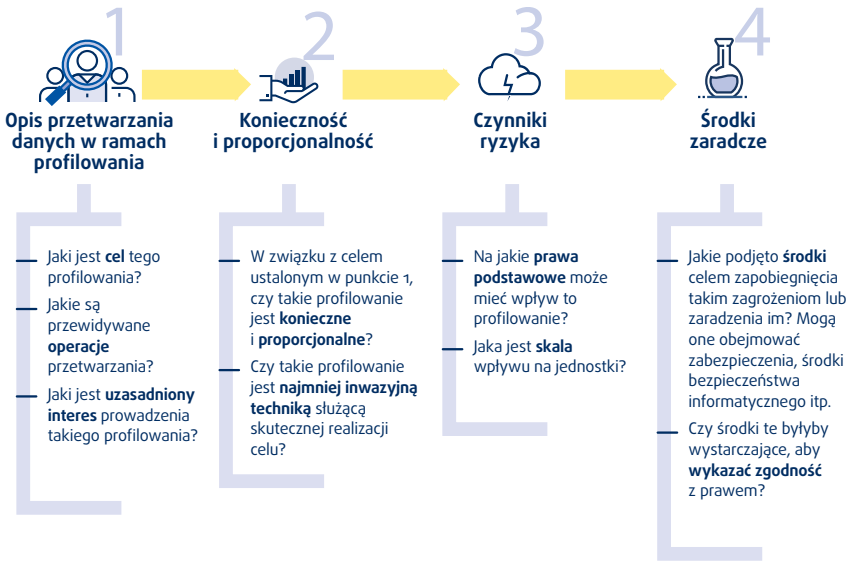 1
Opis przetwarzania
danych w ramach
profilowania
Jaki jest cel tego
profilowania?
Jakie są
przewidywane
operacje
przetwarzania?
Jaki jest uzasadniony
interes prowadzenia
takiego profilowania?
2
Konieczność
i proporcjonalność
W związku z celem
ustalonym w punkcie 1,
czy takie profilowanie
jest konieczne
i proporcjonalne?
Czy takie profilowanie
jest najmniej inwazyjną
techniką służącą
skutecznej realizacji
celu?
3
Czynniki
ryzyka
Na jakie prawa
podstawowe może
mieć wpływ to
profilowanie?
Jaka jest skala
wpływu na jednostki?
4
Środki
zaradcze
Jakie podjęto środki
celem zapobiegnięcia
takim zagrożeniom lub
zaradzenia im? Mogą
one obejmować
zabezpieczenia, środki
bezpieczeństwa
informatycznego itp.
Czy środki te byłyby
wystarczające, aby
wykazać zgodność
z prawem?